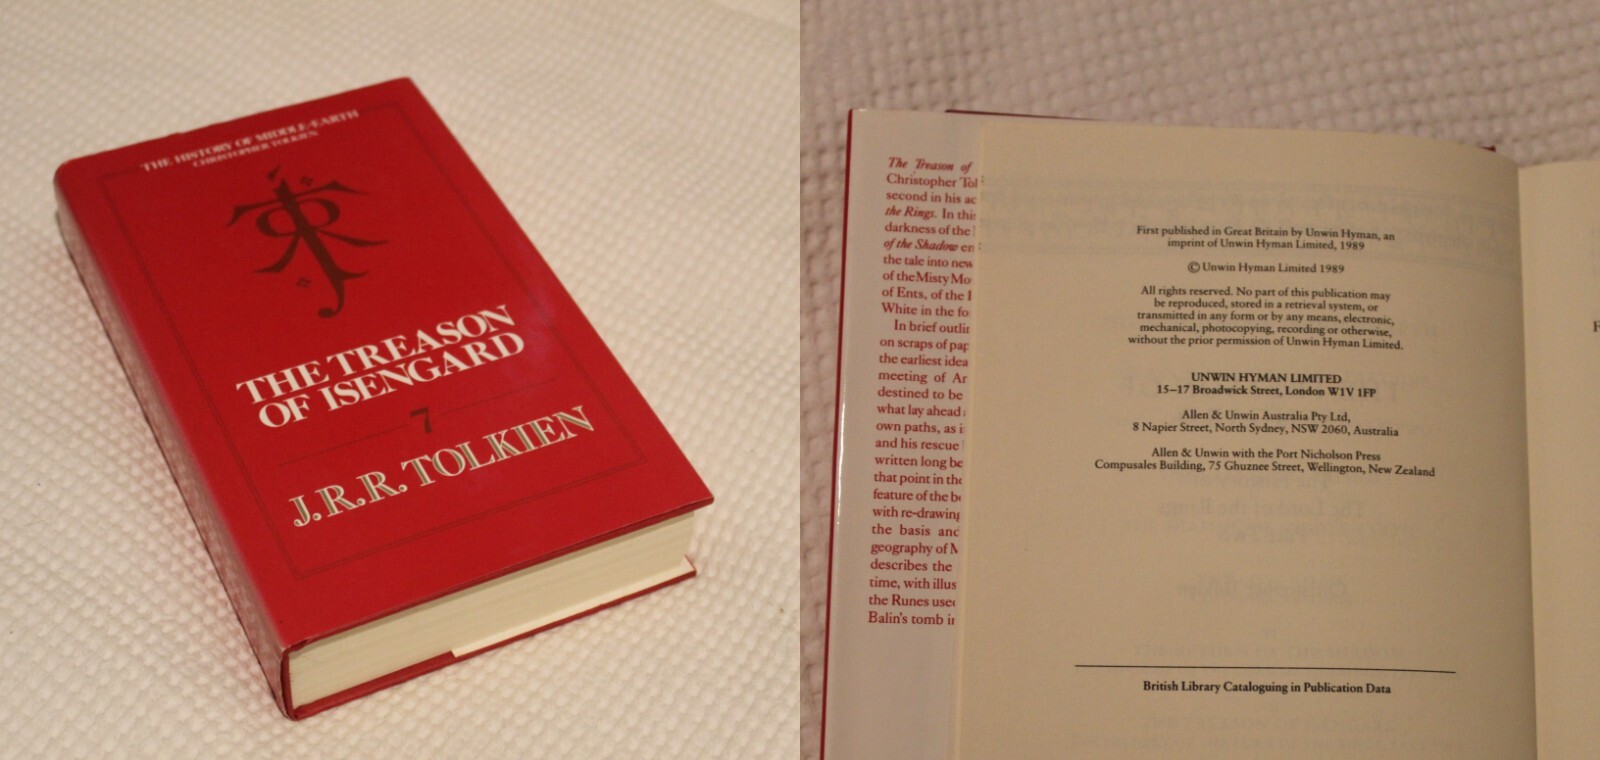 THE HISTORY OF MIDDLE-EARTH
CHRISTOPHER TOLKIEN
THE TREASON
OF ISENGARD
7
J.R.R. TOLKIEN
The Treason of
Christopher Tol
second in his ac
the Rings. In this
darkness of the
of the Shadow en
the tale into new
of the Misty Mo
of Ents, of the
White in the fo
In brief outlin
on scraps of pap
the earliest idea
meeting of Ar
destined to be
what lay ahead
own paths, as i
and his rescue
written long be
that point in the
feature of the be
with re-drawing
the basis and
geography of M
describes the
time, with illus
the Runes used
Balin's tomb in
First published in Great Britain by Unwin Hyman, an
imprint of Unwin Hyman Limited, 1989
© Unwin Hyman Limited 1989
All rights reserved. No part of this publication may
be reproduced, stored in a retrieval system, or
transmitted in any form or by any means, electronic,
mechanical, photocopying, recording or otherwise,
without the prior permission of Unwin Hyman Limited.
UNWIN HYMAN LIMITED
15–17 Broadwick Street, London W1V 1FP
Allen & Unwin Australia Pty Ltd,
8 Napier Street, North Sydney, NSW 2060, Australia
Allen & Unwin with the Port Nicholson Press
Compusales Building, 75 Ghuznee Street, Wellington, New Zealand
British Library Cataloguing in Publication Data
F